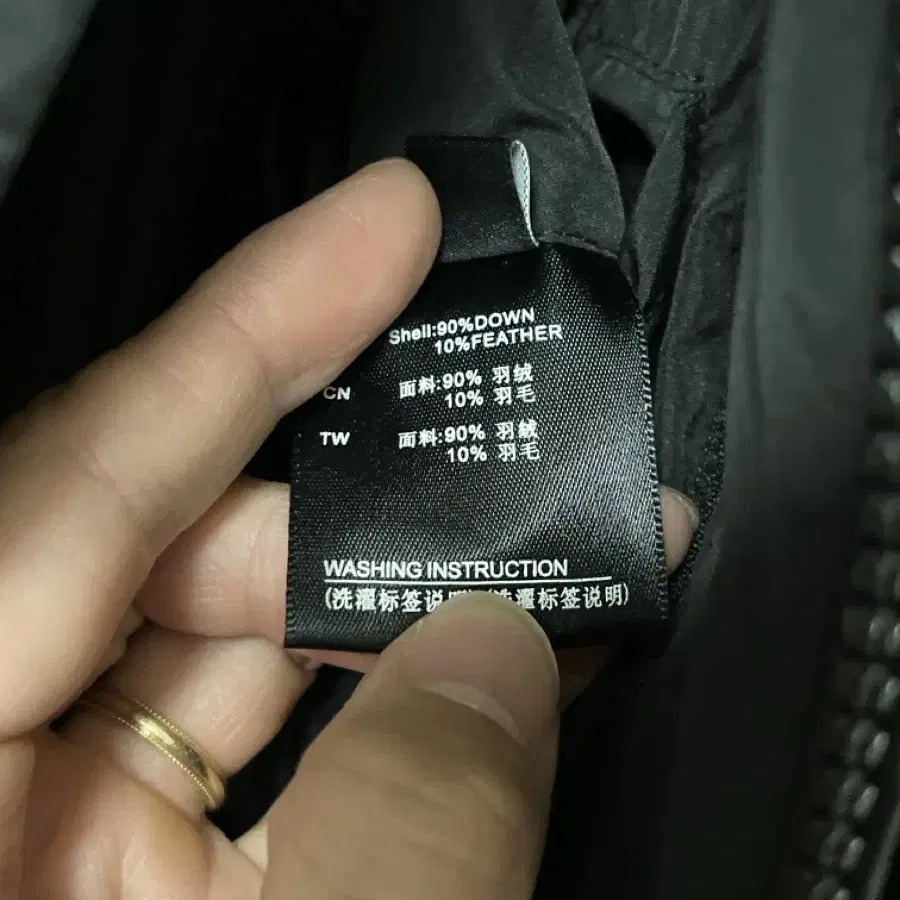 Shell:90%DOWN
10%FEATHER
CN 面料:90% 羽绒
10% 羽毛
TW 面料:90% 羽絨
10% 羽毛
WASHING INSTRUCTION
(洗濯标签说明)(洗濯标签说明)